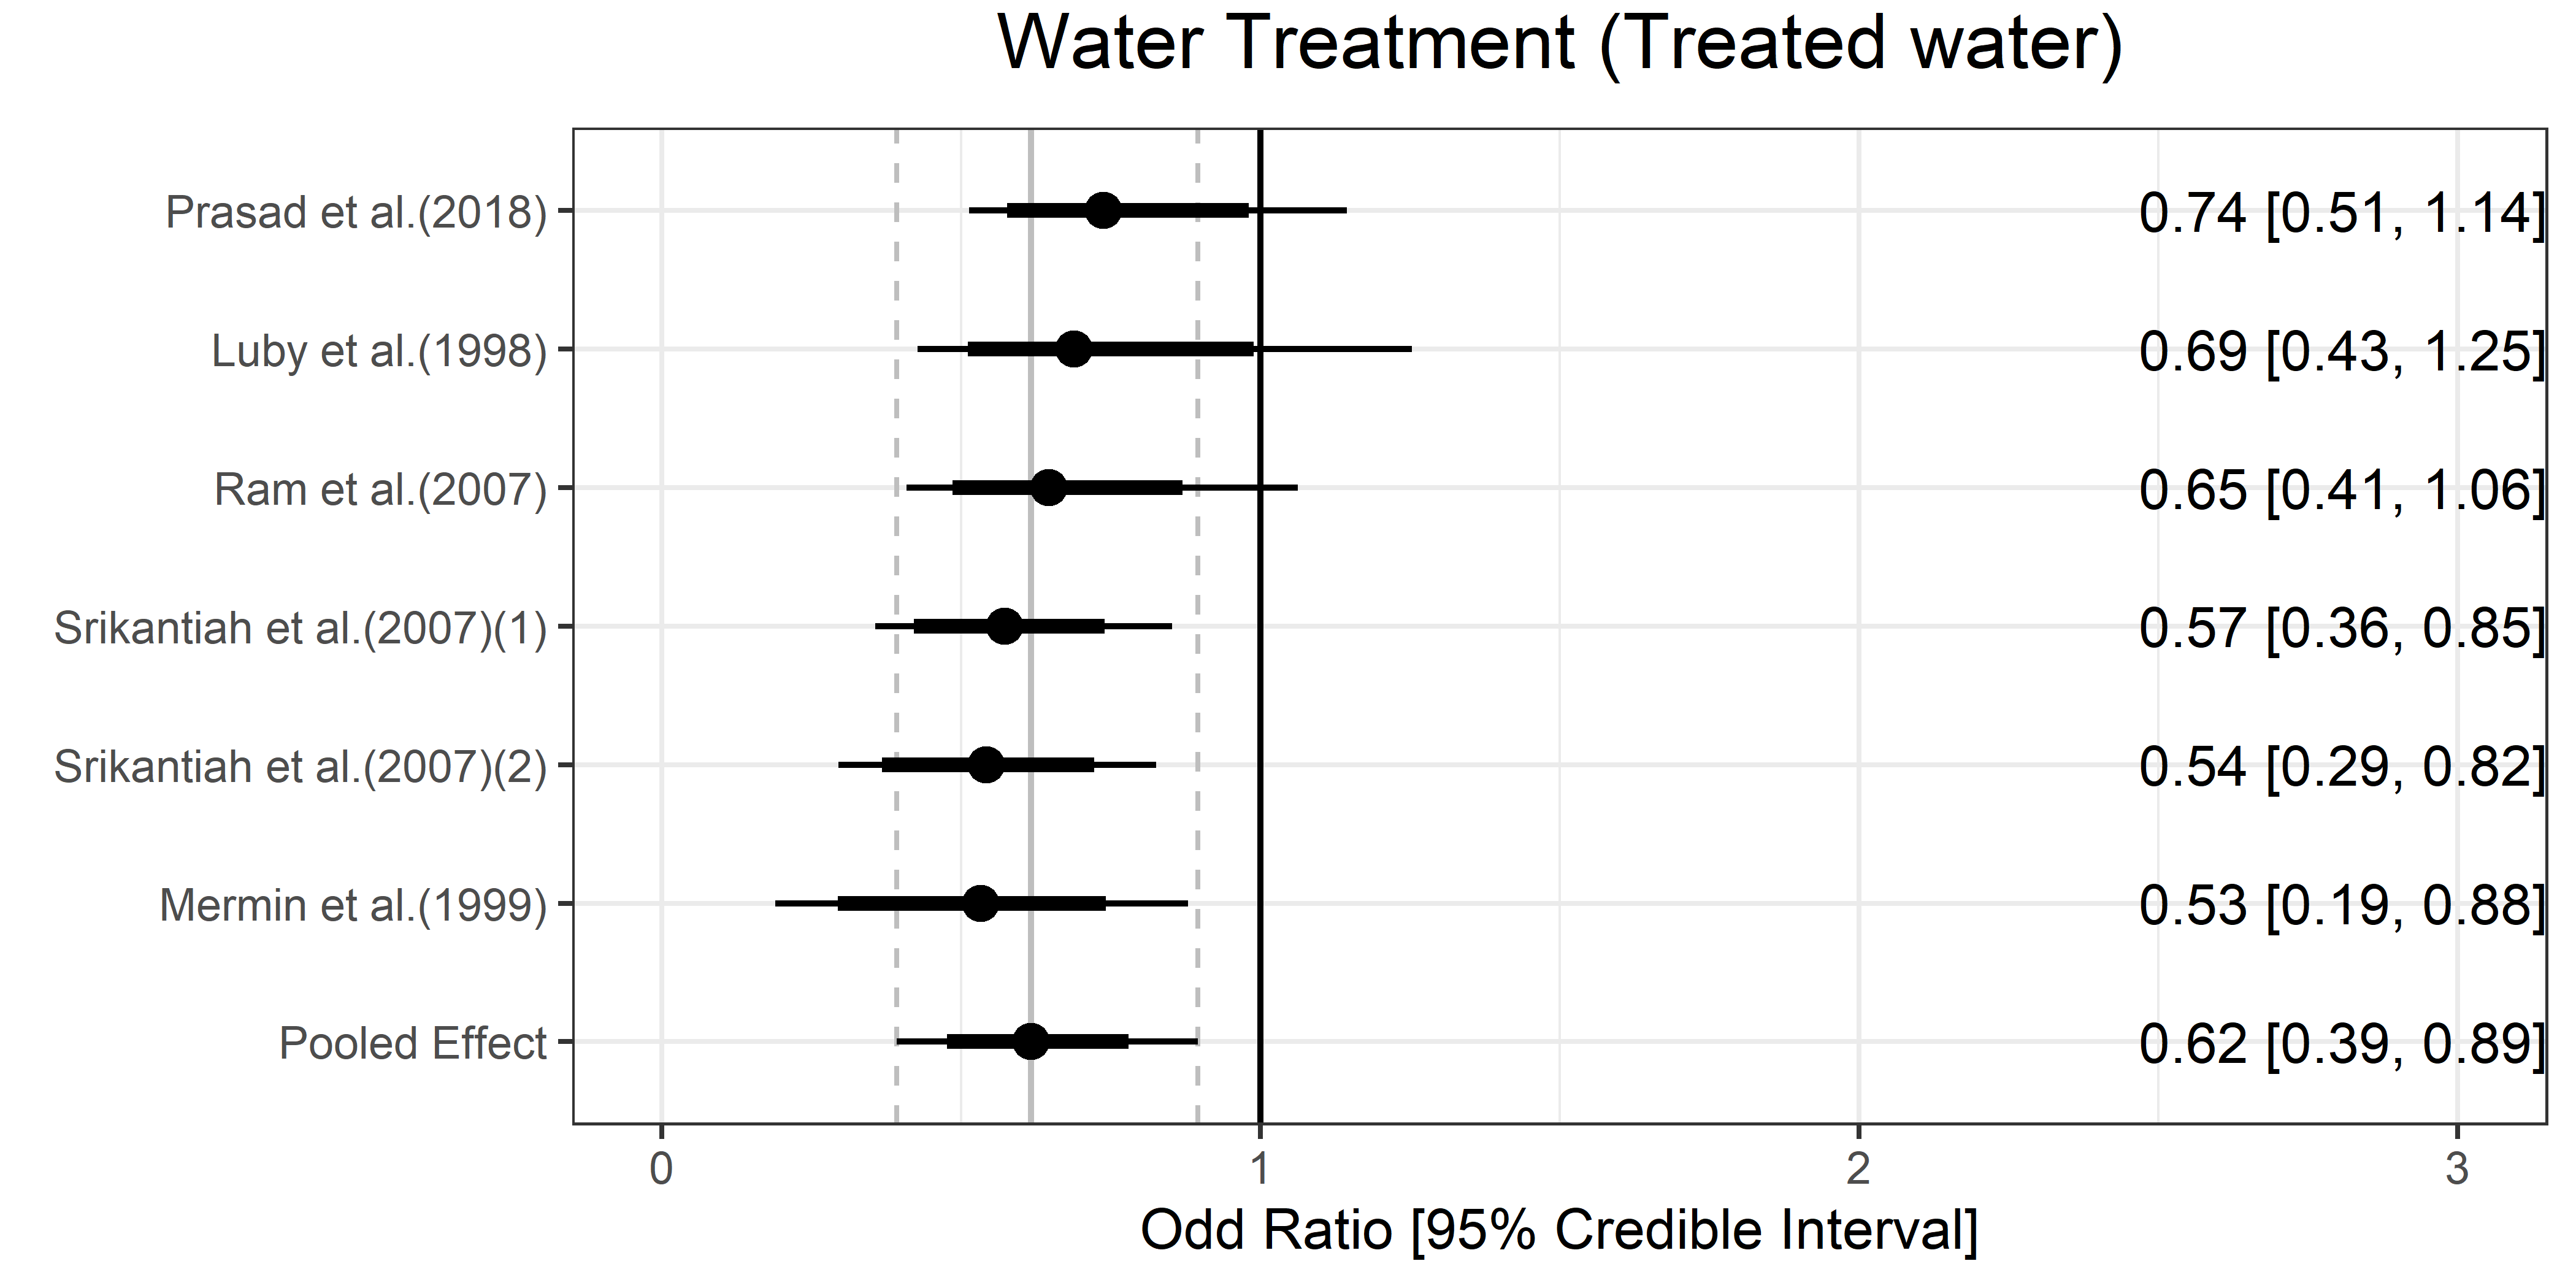 Water Treatment (Treated water)
Prasad et al.(2018) 0.74 [0.51, 1.14]
Luby et al.(1998) 0.69 [0.43, 1.25]
Ram et al.(2007) 0.65 [0.41, 1.06]
Srikantiah et al.(2007)(1) 0.57 [0.36, 0.85]
Srikantiah et al.(2007)(2) 0.54 [0.29, 0.82]
Mermin et al.(1999) 0.53 [0.19, 0.88]
Pooled Effect 0.62 [0.39, 0.89]
0 1 2 3
Odd Ratio [95% Credible Interval]